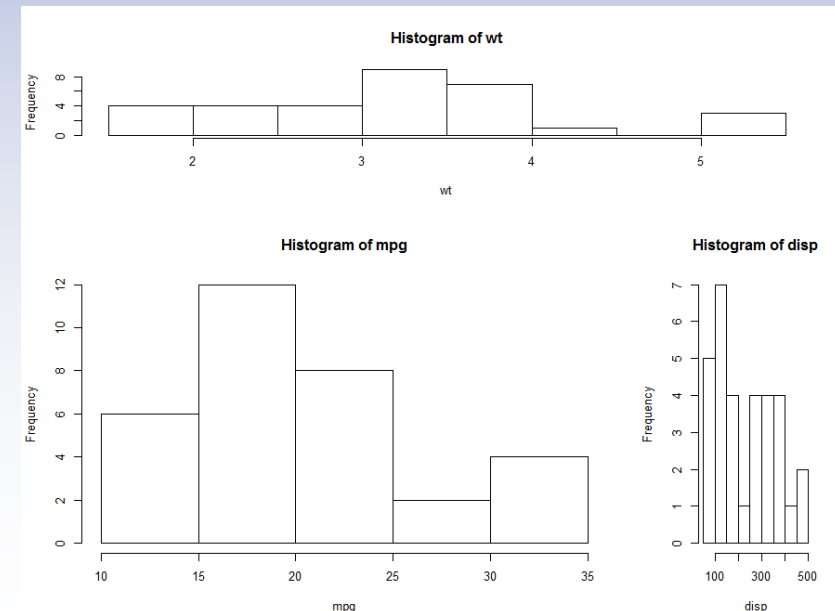 Histogram of wt
Frequency
8
4
0
2 3 4 5
wt
Histogram of mpg
Frequency
12
10
8
6
4
2
0
10 15 20 25 30 35
mpg
Histogram of disp
Frequency
7
6
5
4
3
2
1
0
100 300 500
disp